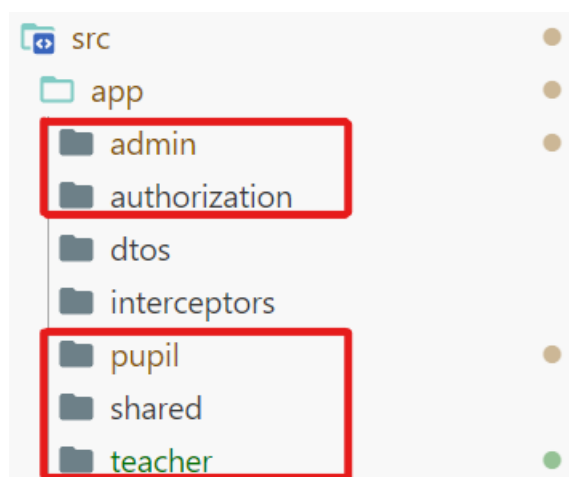 src
app
admin
authorization
dtos
interceptors
pupil
shared
teacher